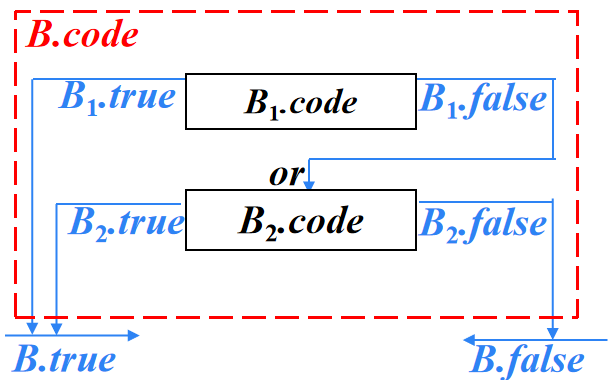 B.code
B₁.true B₁.code B₁.false
or
B₂.true B₂.code B₂.false
B.true B.false